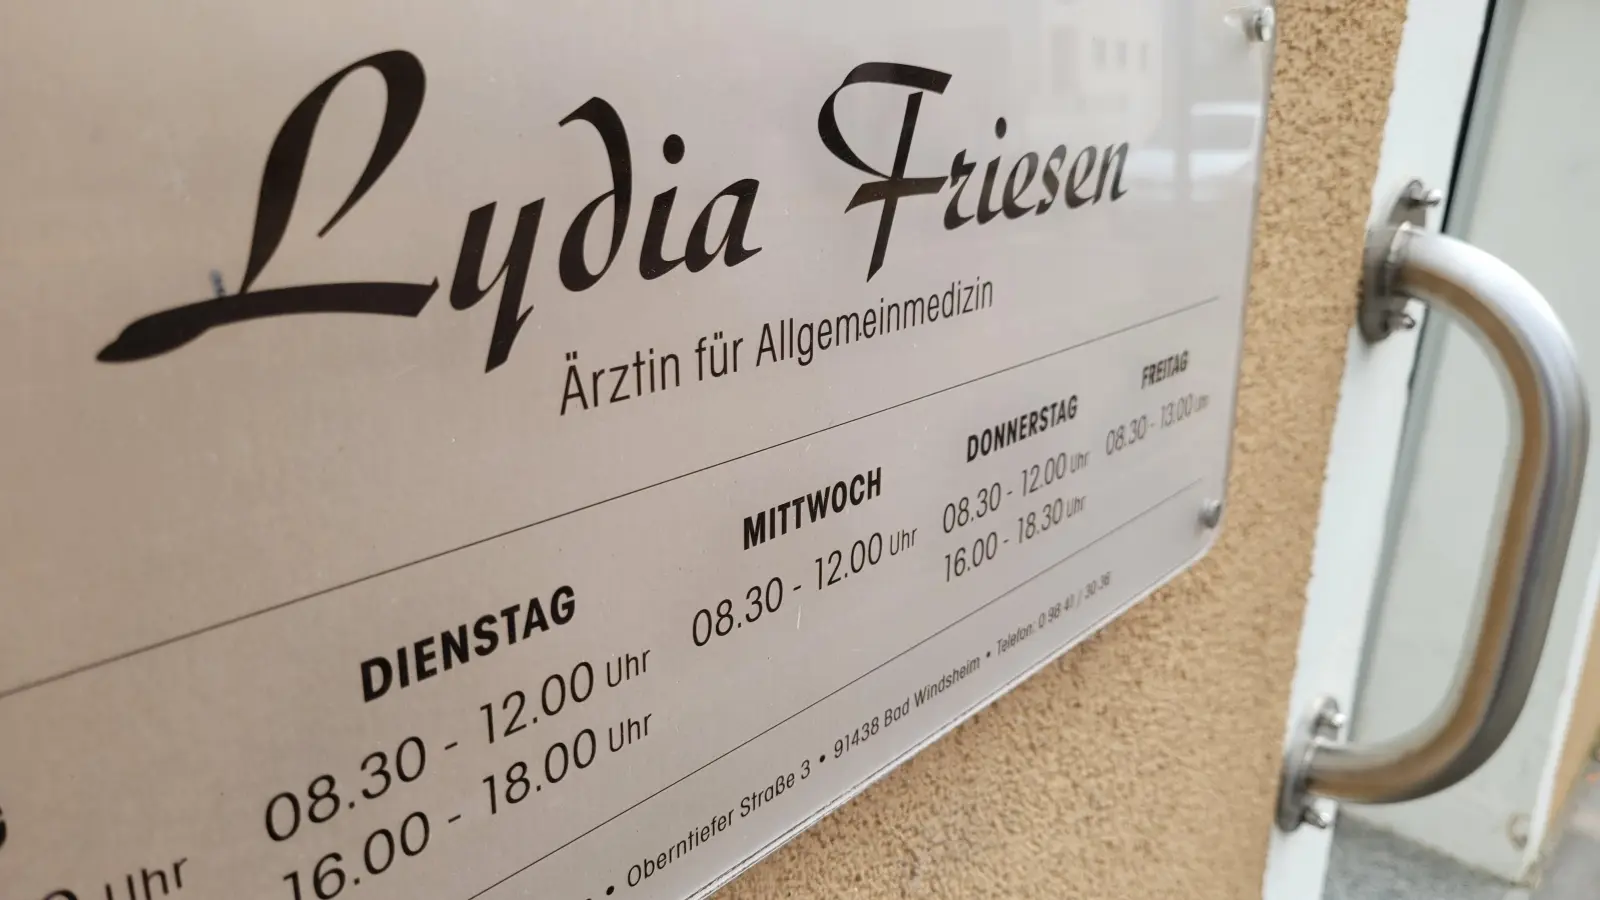 Lydia Friesen
Ärztin für Allgemeinmedizin
DIENSTAG
08.30 - 12.00 Uhr
16.00 - 18.00 Uhr
MITTWOCH
08.30 - 12.00 Uhr
DONNERSTAG
08.30 - 12.00 Uhr
16.00 - 18.30 Uhr
FREITAG
08.30 - 13.00 Uhr
Uhr
• Oberntiefer Straße 3 • 91438 Bad Windsheim • Telefon: 0 98 41 / 30 36